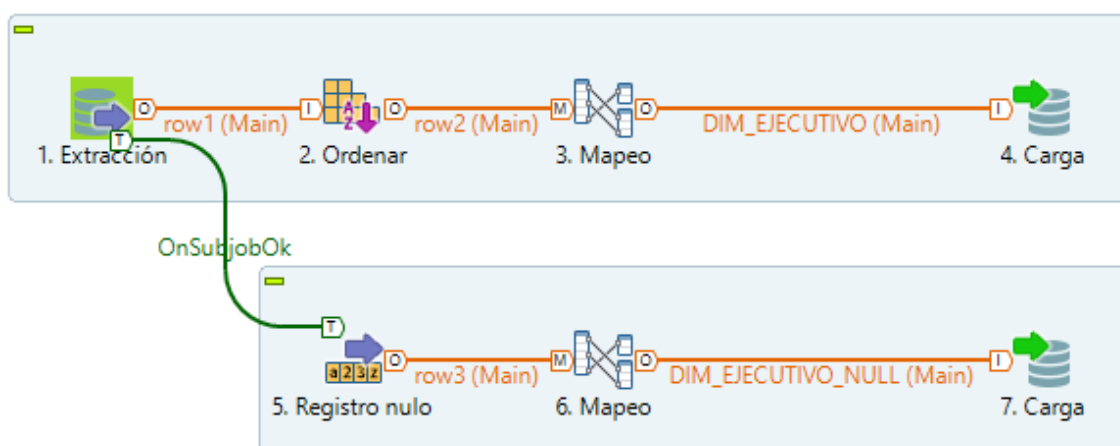 O
I
O
M
O
I
row1 (Main)
row2 (Main)
DIM_EJECUTIVO (Main)
T
A
Z
1. Extracción
2. Ordenar
3. Mapeo
4. Carga
OnSubjobOk
T
O
M
O
I
a23z
row3 (Main)
DIM_EJECUTIVO_NULL (Main)
5. Registro nulo
6. Mapeo
7. Carga